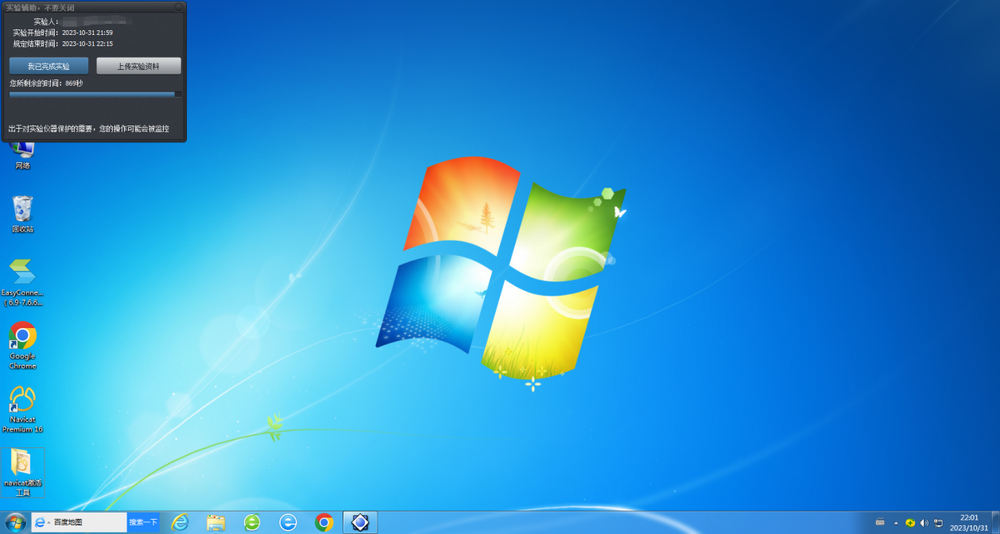 实验辅助，不要关闭
实验人：
实验开始时间：2023-10-31 21:59
规定结束时间：2023-10-31 22:15
我已完成实验
上传实验资料
您所剩余的时间：869秒
出于对实验仪器保护的需要，您的操作可能会被监控
网络
回收站
EasyConne...
( 6.9-7.6.6...
Google
Chrome
Navicat
Premium 16
navicat激活
工具
百度地图
搜索一下
22:01
2023/10/31